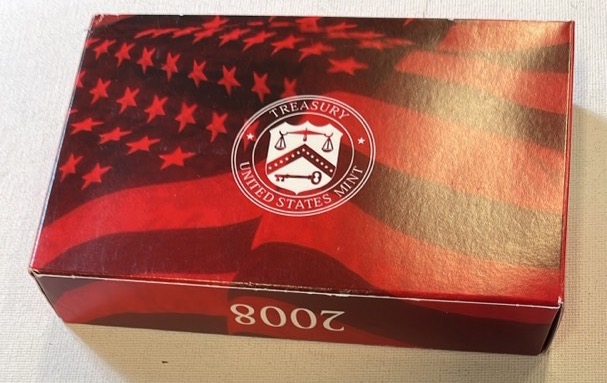 TREASURY
UNITED STATES MINT
2008